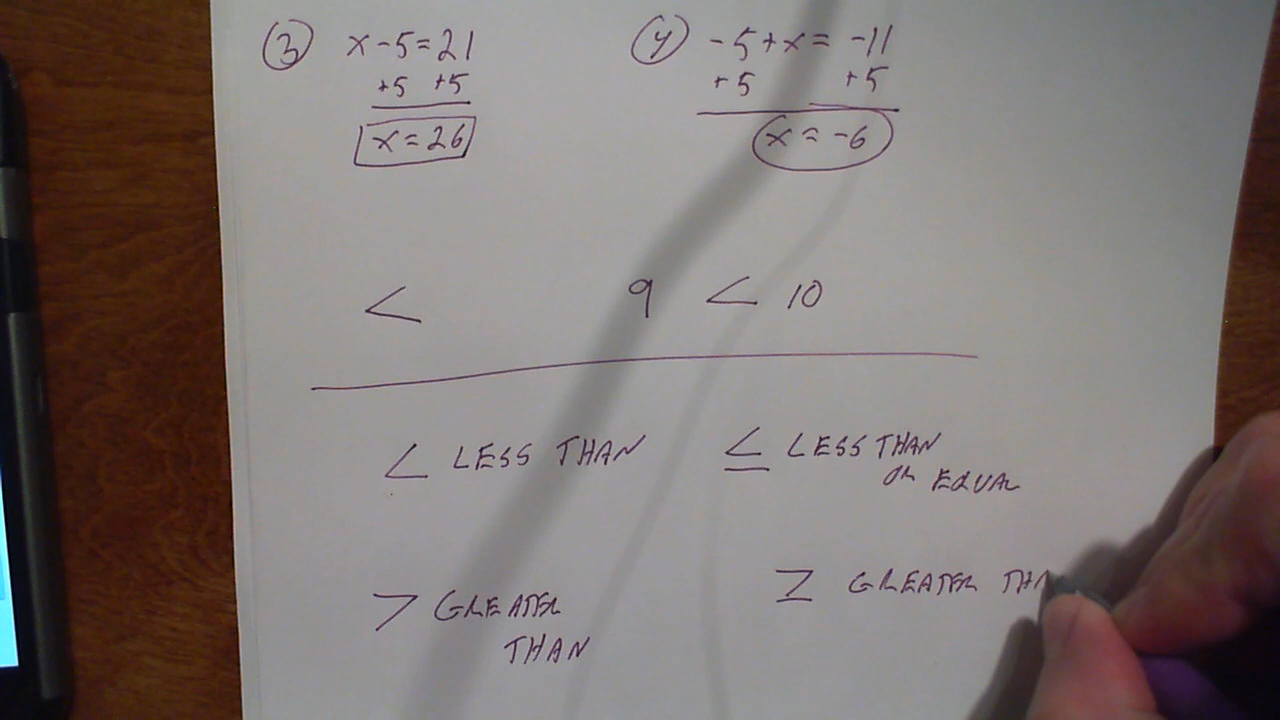 3 x - 5 = 21
+5 +5
x = 26
4 -5 + x = -11
+5 +5
x = -6
<
9 < 10
< LESS THAN
≤ LESS THAN
OR EQUAL
> GREATER
THAN
≥ GREATER THAN